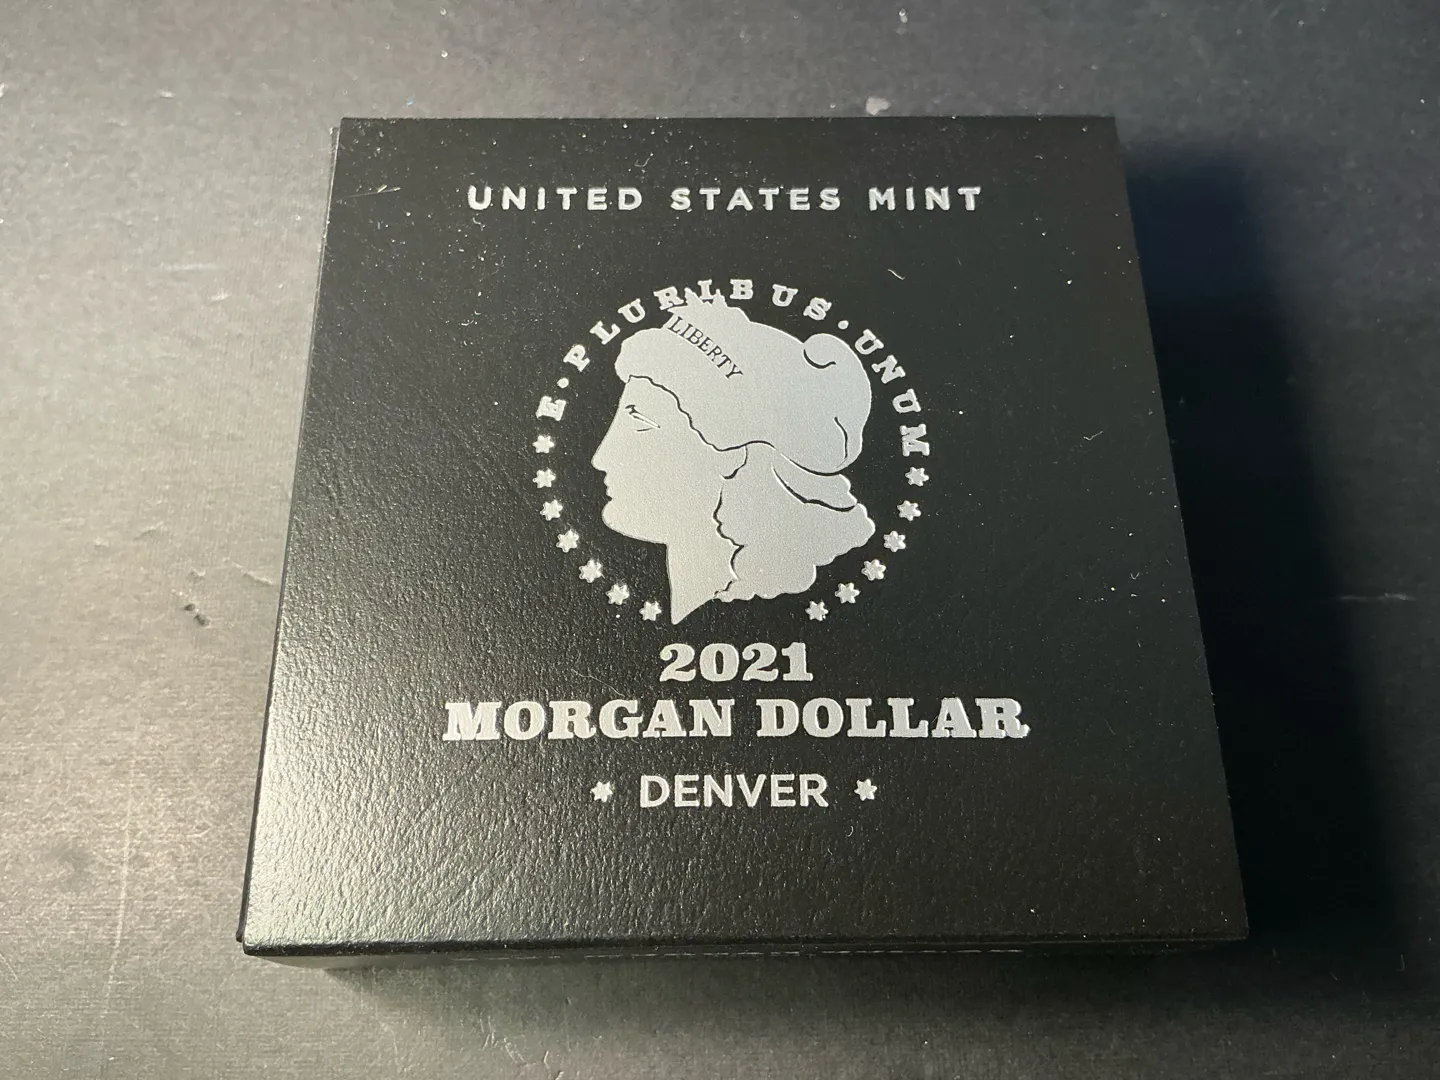 UNITED STATES MINT
E·PLURIBUS·UNUM
LIBERTY
2021
MORGAN DOLLAR
DENVER